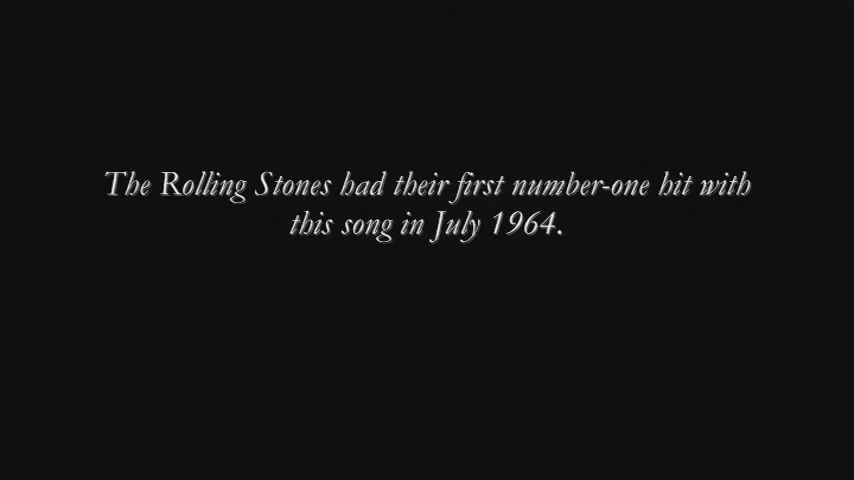 The Rolling Stones had their first number-one hit with
this song in July 1964.